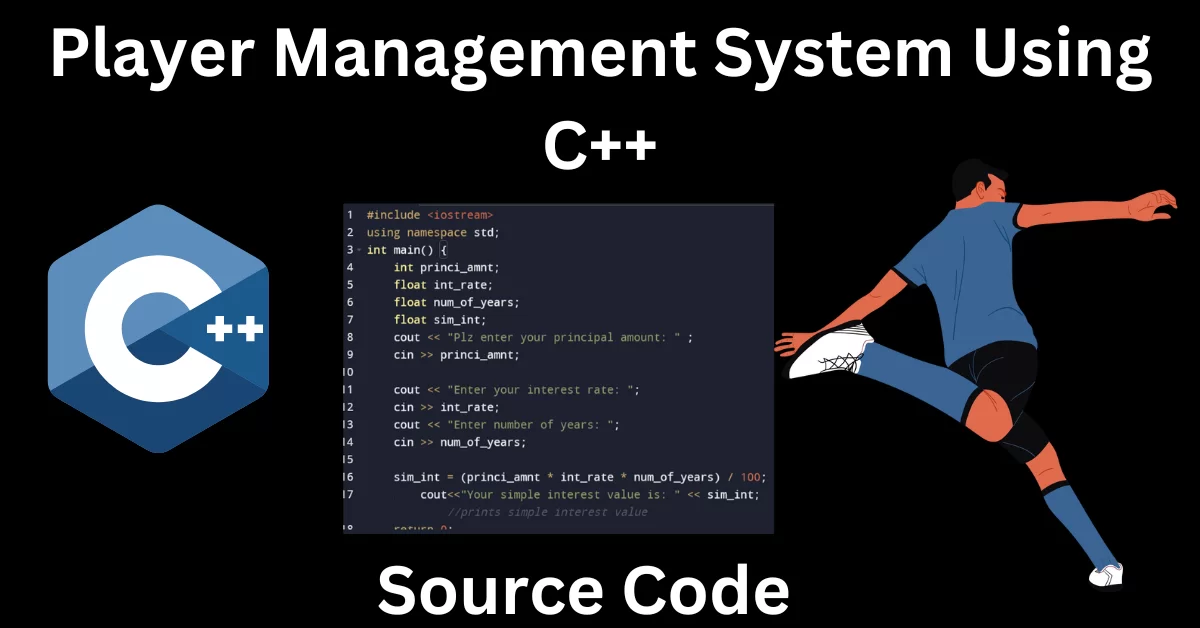 Player Management System Using
C++
C++
1 #include <iostream>
2 using namespace std;
3 int main() {
4 int princi_amnt;
5 float int_rate;
6 float num_of_years;
7 float sim_int;
8 cout << "Plz enter your principal amount: " ;
9 cin >> princi_amnt;
10
11 cout << "Enter your interest rate: ";
12 cin >> int_rate;
13 cout << "Enter number of years: ";
14 cin >> num_of_years;
15
16 sim_int = (princi_amnt * int_rate * num_of_years) / 100;
17 cout<<"Your simple interest value is: " << sim_int;
//prints simple interest value
18 return 0;
Source Code